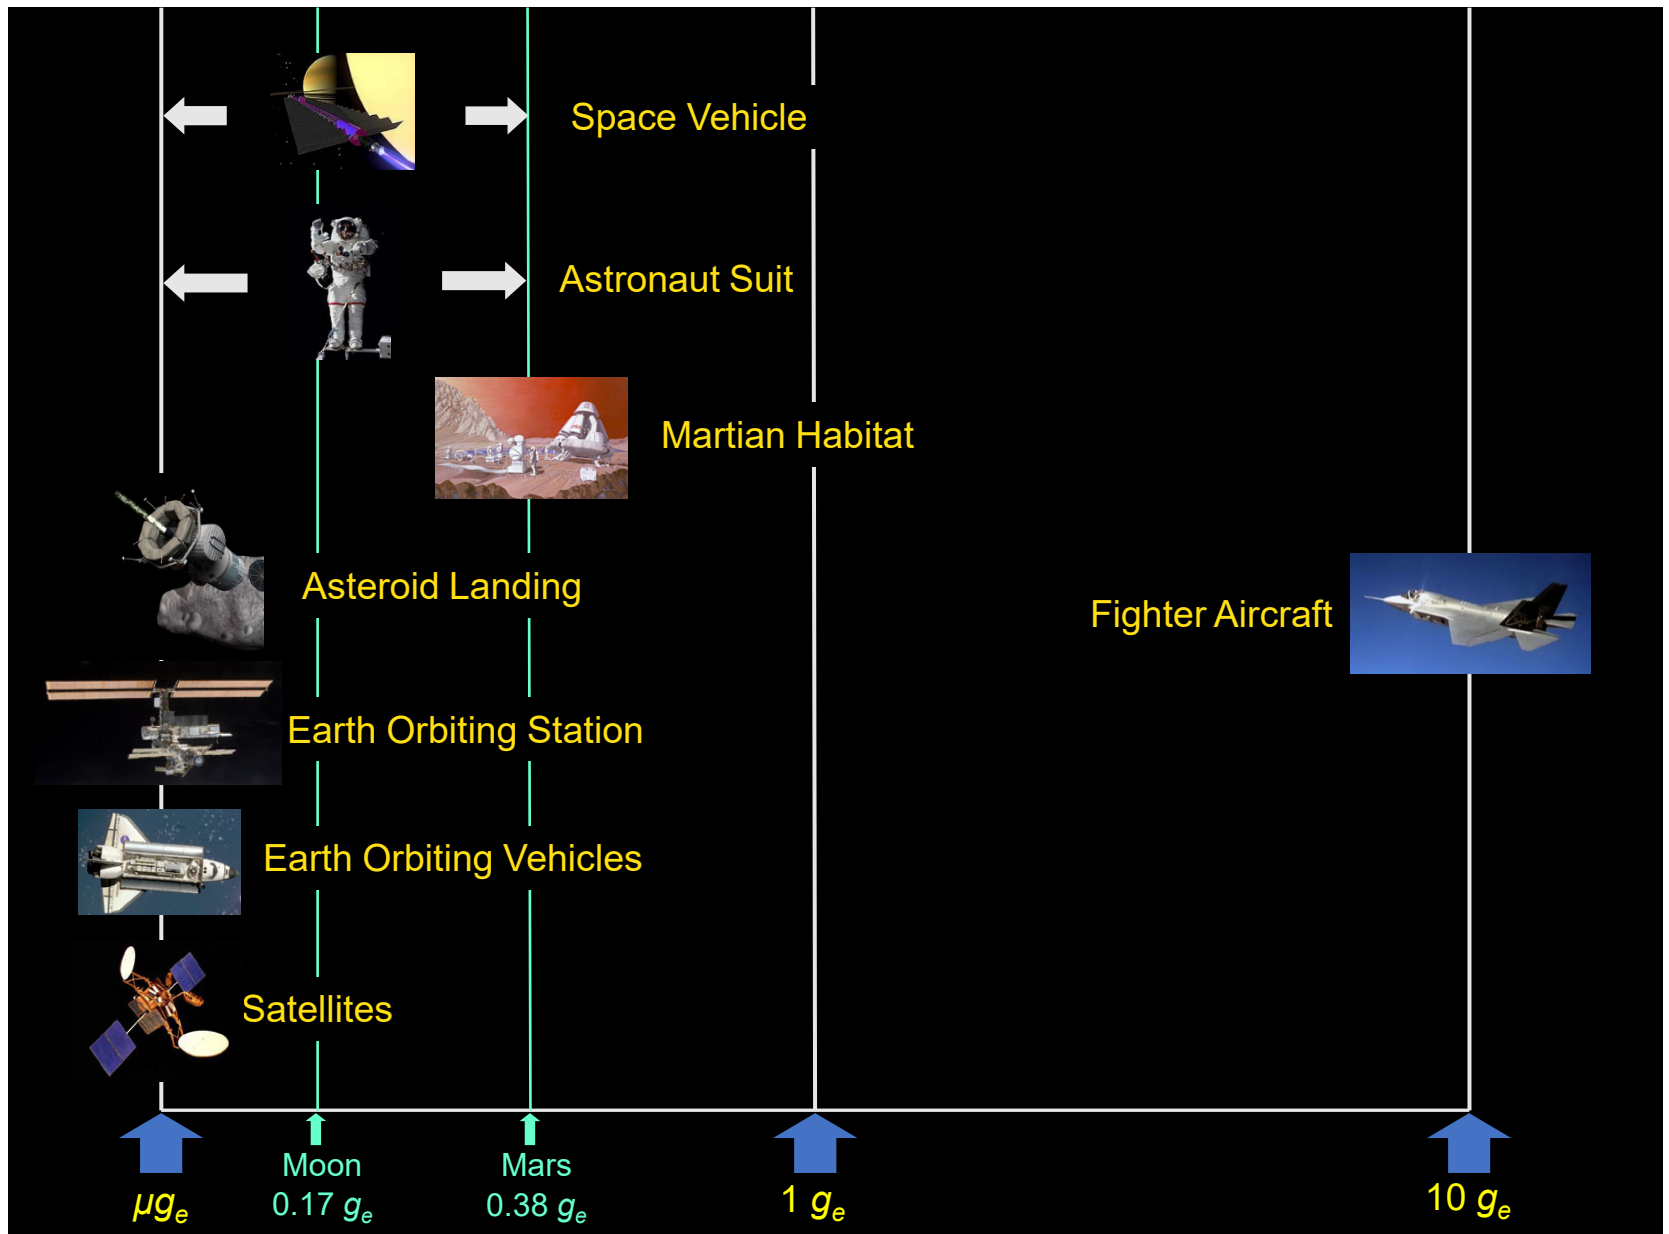 Space Vehicle
Astronaut Suit
Martian Habitat
Asteroid Landing
Fighter Aircraft
Earth Orbiting Station
Earth Orbiting Vehicles
Satellites
Moon
Mars
µgₑ
0.17 gₑ
0.38 gₑ
1 gₑ
10 gₑ